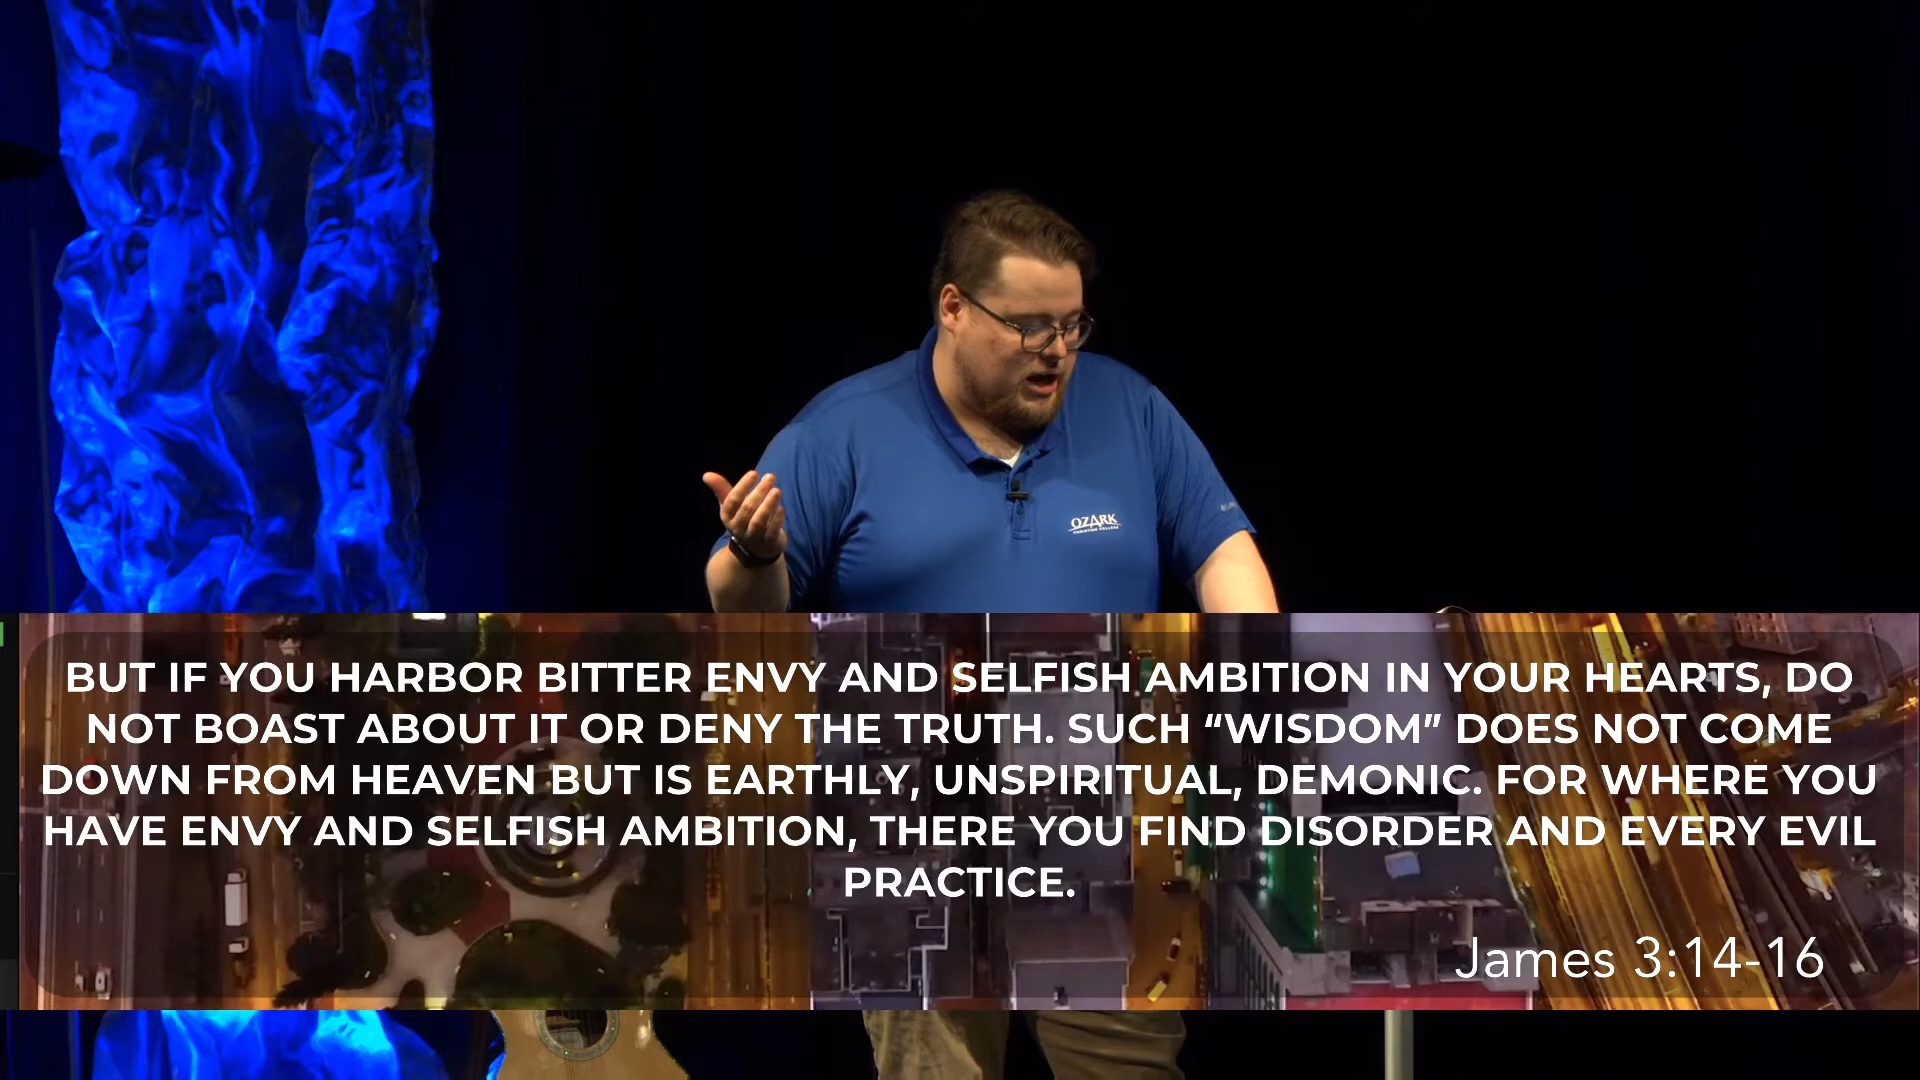 OZARK
CHRISTIAN COLLEGE
BUT IF YOU HARBOR BITTER ENVY AND SELFISH AMBITION IN YOUR HEARTS, DO
NOT BOAST ABOUT IT OR DENY THE TRUTH. SUCH “WISDOM” DOES NOT COME
DOWN FROM HEAVEN BUT IS EARTHLY, UNSPIRITUAL, DEMONIC. FOR WHERE YOU
HAVE ENVY AND SELFISH AMBITION, THERE YOU FIND DISORDER AND EVERY EVIL
PRACTICE.
James 3:14-16